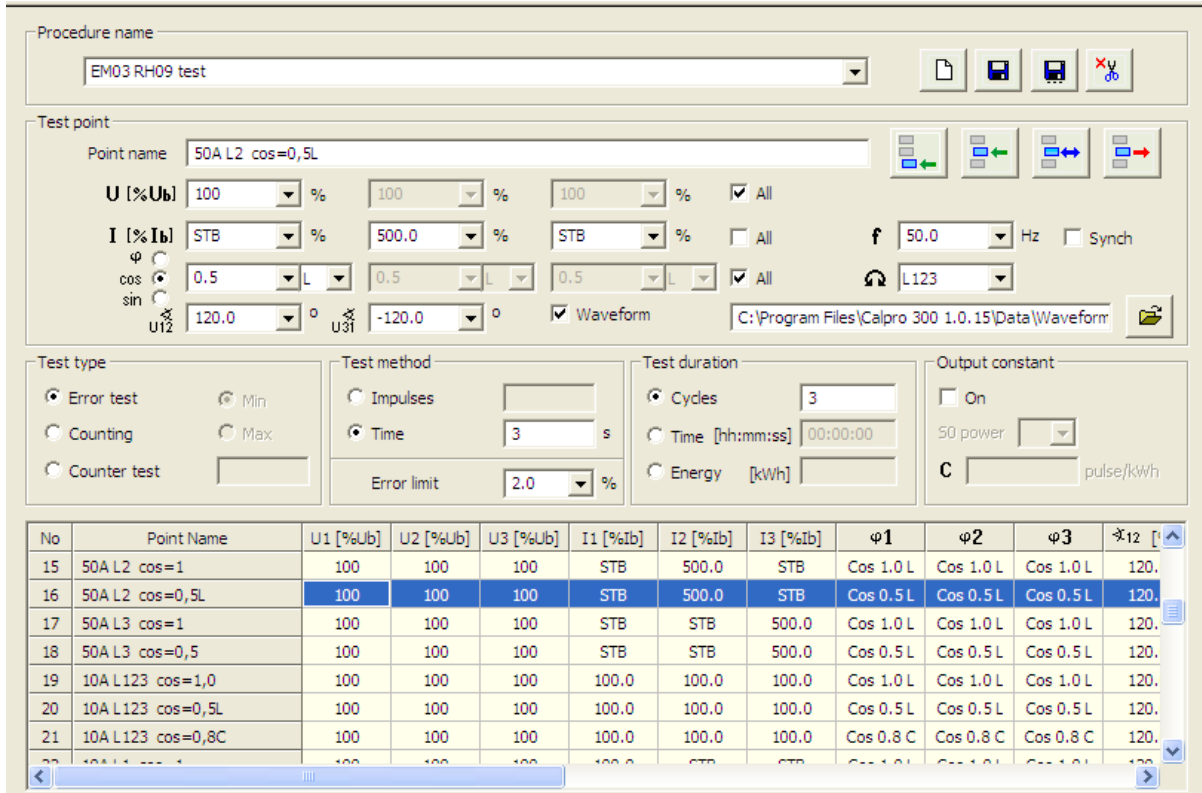 Procedure name
EM03 RH09 test
Test point
Point name 50A L2 cos=0,5L
U [%Ub] 100 % 100 % 100 % All
I [%Ib] STB % 500.0 % STB % All f 50.0 Hz Synch
φ
cos 0.5 L 0.5 L 0.5 L All L123
sin
U12 120.0 ° U31 -120.0 ° Waveform C:\Program Files\Calpro 300 1.0.15\Data\Waveform
Test type Test method Test duration Output constant
Error test Min Impulses Cycles 3 On
Counting Max Time 3 s Time [hh:mm:ss] 00:00:00 S0 power
Counter test Error limit 2.0 % Energy [kWh] C pulse/kWh
No Point Name U1 [%Ub] U2 [%Ub] U3 [%Ub] I1 [%Ib] I2 [%Ib] I3 [%Ib] φ1 φ2 φ3 ∢12 [
15 50A L2 cos=1 100 100 100 STB 500.0 STB Cos 1.0 L Cos 1.0 L Cos 1.0 L 120.
16 50A L2 cos=0,5L 100 100 100 STB 500.0 STB Cos 0.5 L Cos 0.5 L Cos 0.5 L 120.
17 50A L3 cos=1 100 100 100 STB STB 500.0 Cos 1.0 L Cos 1.0 L Cos 1.0 L 120.
18 50A L3 cos=0,5 100 100 100 STB STB 500.0 Cos 0.5 L Cos 0.5 L Cos 0.5 L 120.
19 10A L123 cos=1,0 100 100 100 100.0 100.0 100.0 Cos 1.0 L Cos 1.0 L Cos 1.0 L 120.
20 10A L123 cos=0,5L 100 100 100 100.0 100.0 100.0 Cos 0.5 L Cos 0.5 L Cos 0.5 L 120.
21 10A L123 cos=0,8C 100 100 100 100.0 100.0 100.0 Cos 0.8 C Cos 0.8 C Cos 0.8 C 120.